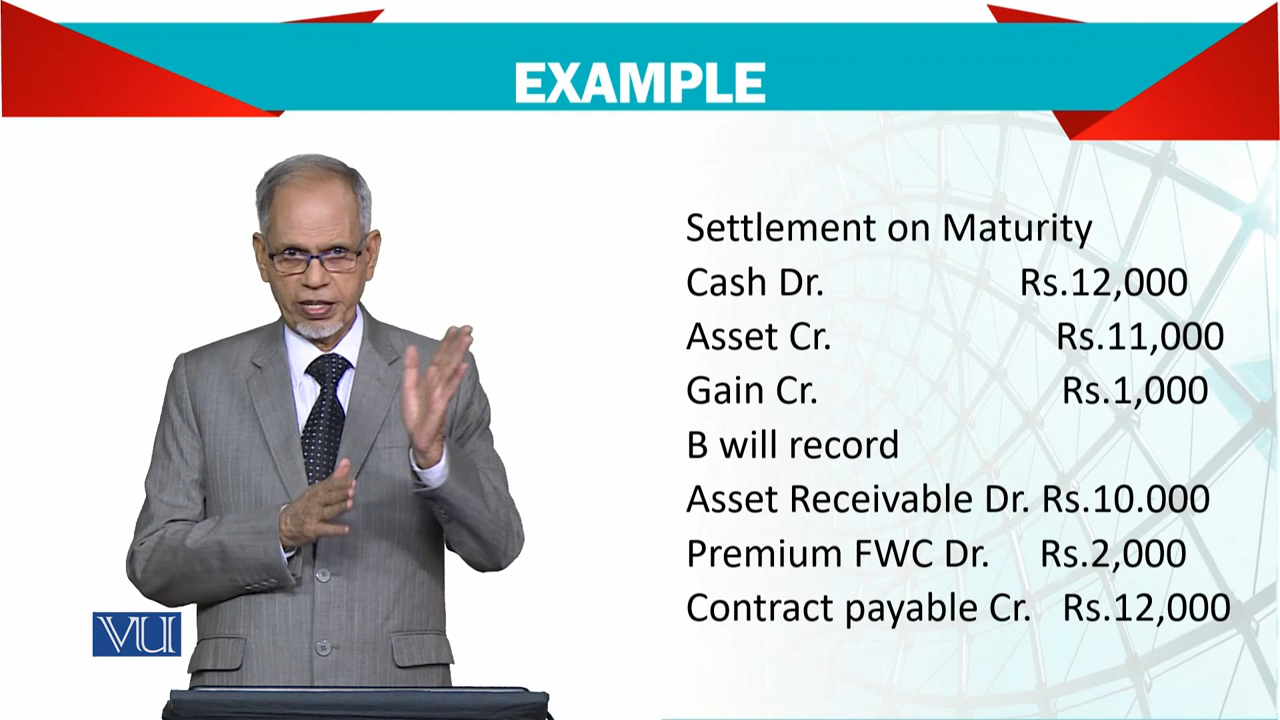 EXAMPLE
Settlement on Maturity
Cash Dr. Rs.12,000
Asset Cr. Rs.11,000
Gain Cr. Rs.1,000
B will record
Asset Receivable Dr. Rs.10.000
Premium FWC Dr. Rs.2,000
Contract payable Cr. Rs.12,000
VU